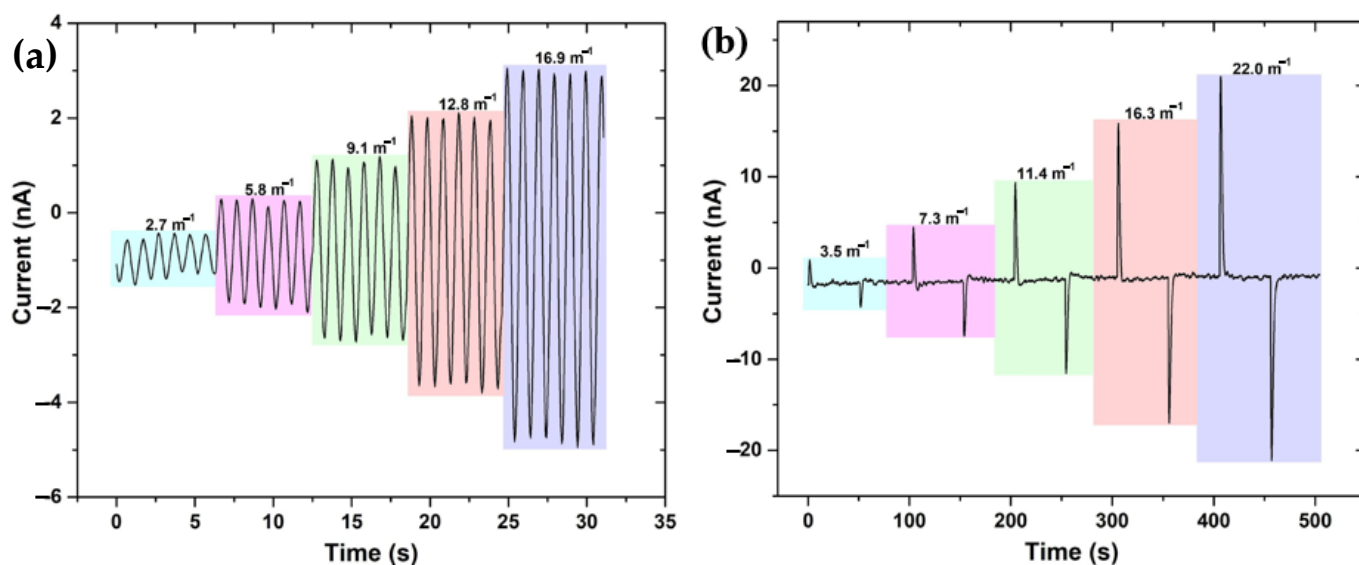 (a)
Current (nA)
4
2
0
−2
−4
−6
2.7 m⁻¹
5.8 m⁻¹
9.1 m⁻¹
12.8 m⁻¹
16.9 m⁻¹
0 5 10 15 20 25 30 35
Time (s)
(b)
Current (nA)
20
10
0
−10
−20
3.5 m⁻¹
7.3 m⁻¹
11.4 m⁻¹
16.3 m⁻¹
22.0 m⁻¹
0 100 200 300 400 500
Time (s)